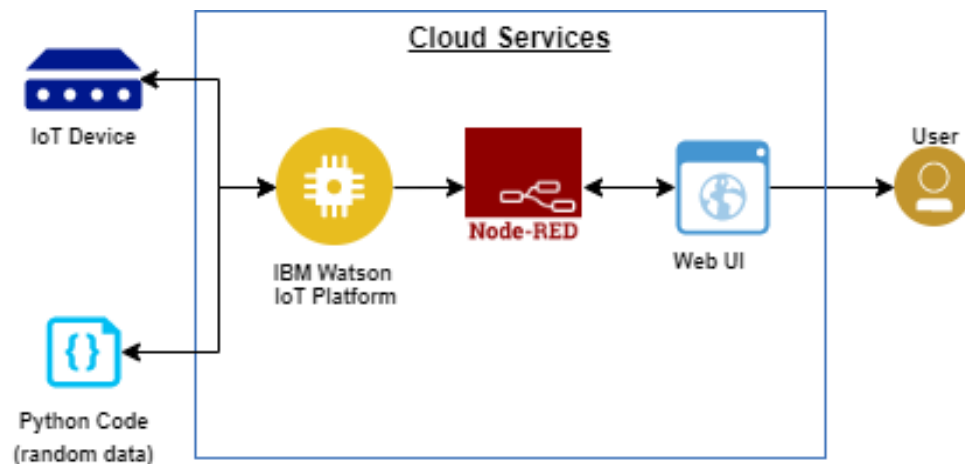 Cloud Services
IoT Device
User
Node-RED
IBM Watson
IoT Platform
Web UI
{}
Python Code
(random data)